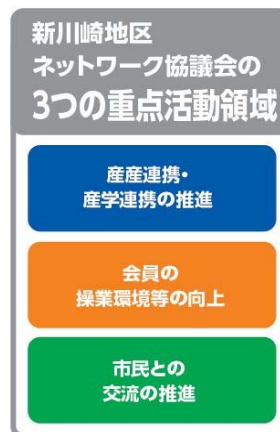 新川崎地区
ネットワーク協議会の
3つの重点活動領域
産産連携・
産学連携の推進
会員の
操業環境等の向上
市民との
交流の推進